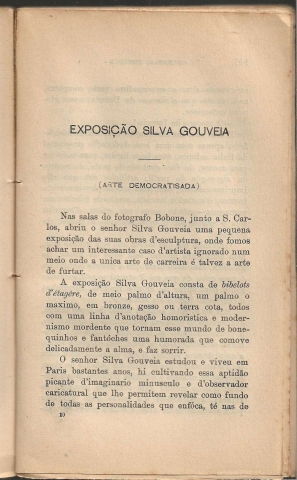 EXPOSIÇÃO SILVA GOUVEIA
(ARTE DEMOCRATISADA)
Nas salas do fotografo Bobone, junto a S. Car-
los, abriu o senhor Silva Gouveia uma pequena
exposição das suas obras d'esculptura, onde fomos
achar um interessante caso d'artista ignorado num
meio onde a unica arte de carreira é talvez a arte
de furtar.
A exposição Silva Gouveia consta de bibelots
d'étagère, de meio palmo d'altura, um palmo o
maximo, em bronze, gesso ou terra cota, todos
com uma linha d'anotação homoristica e moder-
nismo mordente que tornam esse mundo de bone-
quinhos e fantóches uma humorada que comove
delicadamente a alma, e faz sorrir.
O senhor Silva Gouveia estudou e viveu em
Paris bastantes anos, hi cultivando essa aptidão
picante d'imaginario minusculo e d'observador
caricatural que lhe permitem revelar como fundo
de todas as personalidades que enfóca, té nas de
10